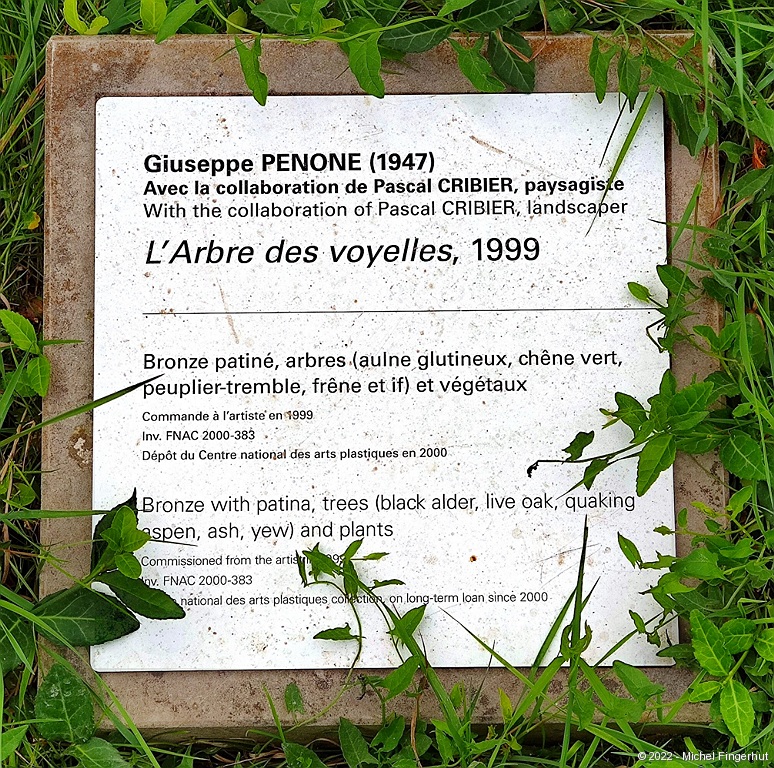 Giuseppe PENONE (1947)
Avec la collaboration de Pascal CRIBIER, paysagiste
With the collaboration of Pascal CRIBIER, landscaper
L'Arbre des voyelles, 1999
Bronze patiné, arbres (aulne glutineux, chêne vert,
peuplier-tremble, frêne et if) et végétaux
Commande à l'artiste en 1999
Inv. FNAC 2000-383
Dépôt du Centre national des arts plastiques en 2000
Bronze with patina, trees (black alder, live oak, quaking
aspen, ash, yew) and plants
Commissioned from the artist in 1999
Inv. FNAC 2000-383
national des arts plastiques collection, on long-term loan since 2000
© 2022 - Michel Fingerhut